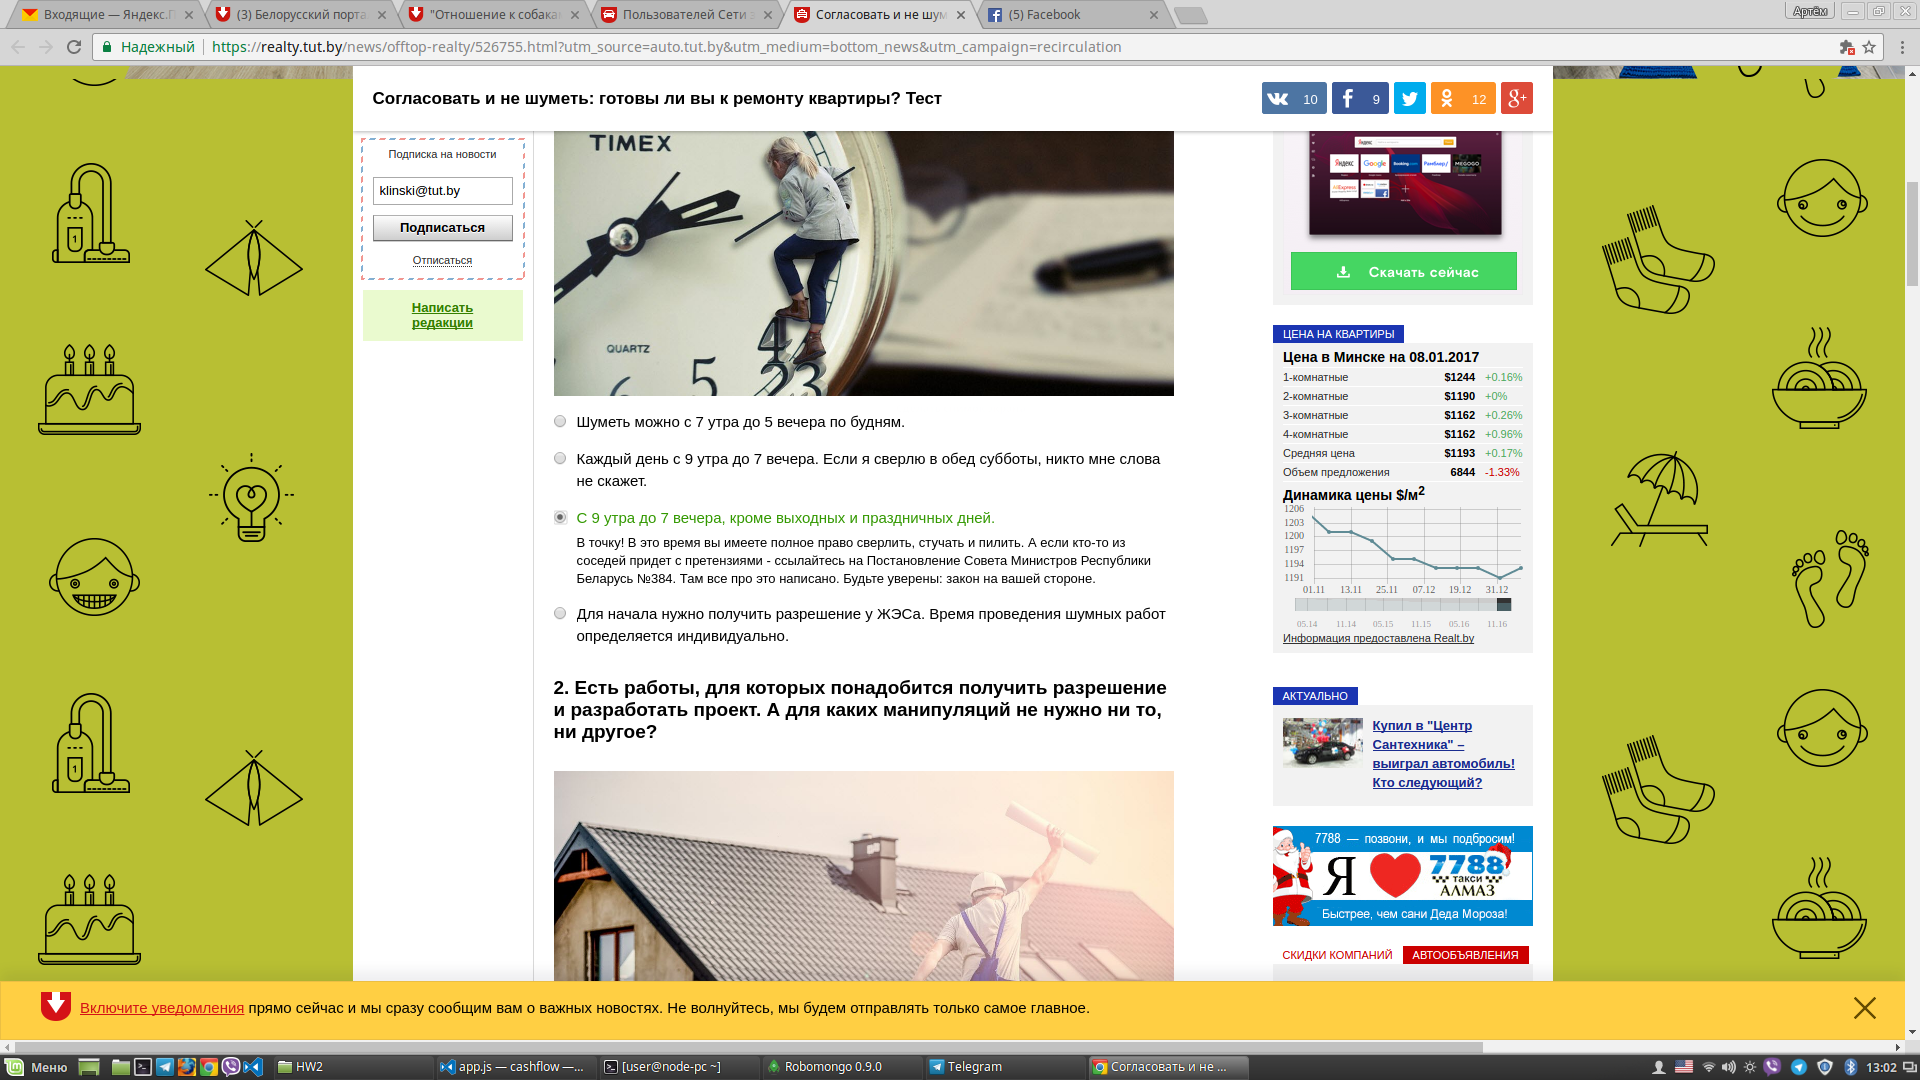 Входящие — Яндекс.П
(3) Белорусский порта
"Отношение к собака
Пользователей Сети з
Согласовать и не шум
(5) Facebook
Артём
Надежный
https://realty.tut.by/news/offtop-realty/526755.html?utm_source=auto.tut.by&utm_medium=bottom_news&utm_campaign=recirculation
Согласовать и не шуметь: готовы ли вы к ремонту квартиры? Тест
10
9
12
Подписка на новости
klinski@tut.by
Подписаться
Отписаться
Написать
редакции
TIMEX
QUARTZ
Шуметь можно с 7 утра до 5 вечера по будням.
Каждый день с 9 утра до 7 вечера. Если я сверлю в обед субботы, никто мне слова
не скажет.
С 9 утра до 7 вечера, кроме выходных и праздничных дней.
В точку! В это время вы имеете полное право сверлить, стучать и пилить. А если кто-то из
соседей придет с претензиями - ссылайтесь на Постановление Совета Министров Республики
Беларусь №384. Там все про это написано. Будьте уверены: закон на вашей стороне.
Для начала нужно получить разрешение у ЖЭСа. Время проведения шумных работ
определяется индивидуально.
2. Есть работы, для которых понадобится получить разрешение
и разработать проект. А для каких манипуляций не нужно ни то,
ни другое?
Яндекс
Google
Booking.com
Рамблер/
MEGOGO
AliExpress
Скачать сейчас
ЦЕНА НА КВАРТИРЫ
Цена в Минске на 08.01.2017
1-комнатные $1244 +0.16%
2-комнатные $1190 +0%
3-комнатные $1162 +0.26%
4-комнатные $1162 +0.96%
Средняя цена $1193 +0.17%
Объем предложения 6844 -1.33%
Динамика цены $/м2
1206
1203
1200
1197
1194
1191
01.11 13.11 25.11 07.12 19.12 31.12
05.14 11.14 05.15 11.15 05.16 11.16
Информация предоставлена Realt.by
АКТУАЛЬНО
Купил в "Центр
Сантехника" –
выиграл автомобиль!
Кто следующий?
7788 — позвони, и мы подбросим!
Я 7788
такси
АЛМАЗ
Быстрее, чем сани Деда Мороза!
СКИДКИ КОМПАНИЙ
АВТООБЪЯВЛЕНИЯ
Включите уведомления прямо сейчас и мы сразу сообщим вам о важных новостях. Не волнуйтесь, мы будем отправлять только самое главное.
Меню
HW2
app.js — cashflow —...
[user@node-pc ~]
Robomongo 0.9.0
Telegram
Согласовать и не ...
13:02